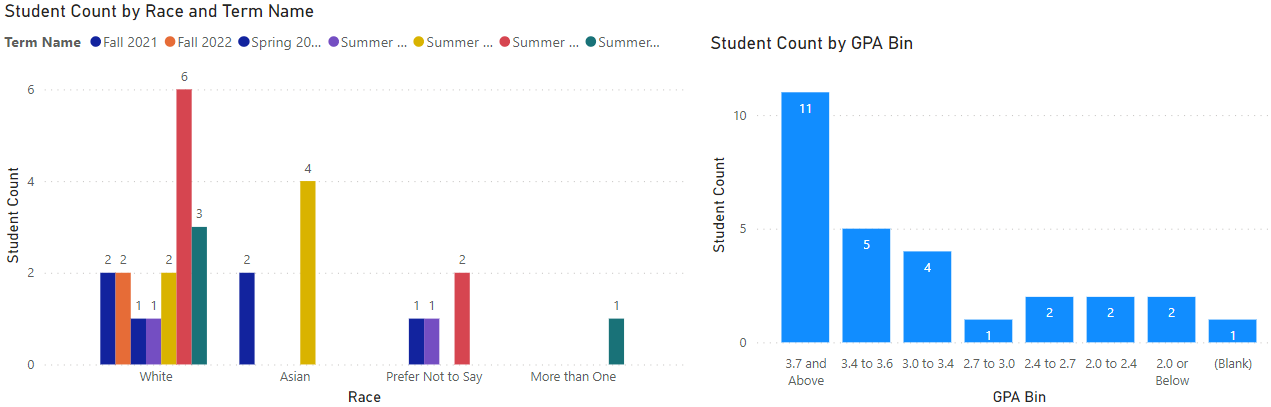 Student Count by Race and Term Name
Term Name Fall 2021 Fall 2022 Spring 20... Summer ... Summer ... Summer ... Summer...
Student Count
6
4
2
0
2 2 1 1 2 6 3
2 4
1 1 2
1
White Asian Prefer Not to Say More than One
Race
Student Count by GPA Bin
Student Count
10
5
0
11 5 4 1 2 2 2 1
3.7 and Above 3.4 to 3.6 3.0 to 3.4 2.7 to 3.0 2.4 to 2.7 2.0 to 2.4 2.0 or Below (Blank)
GPA Bin